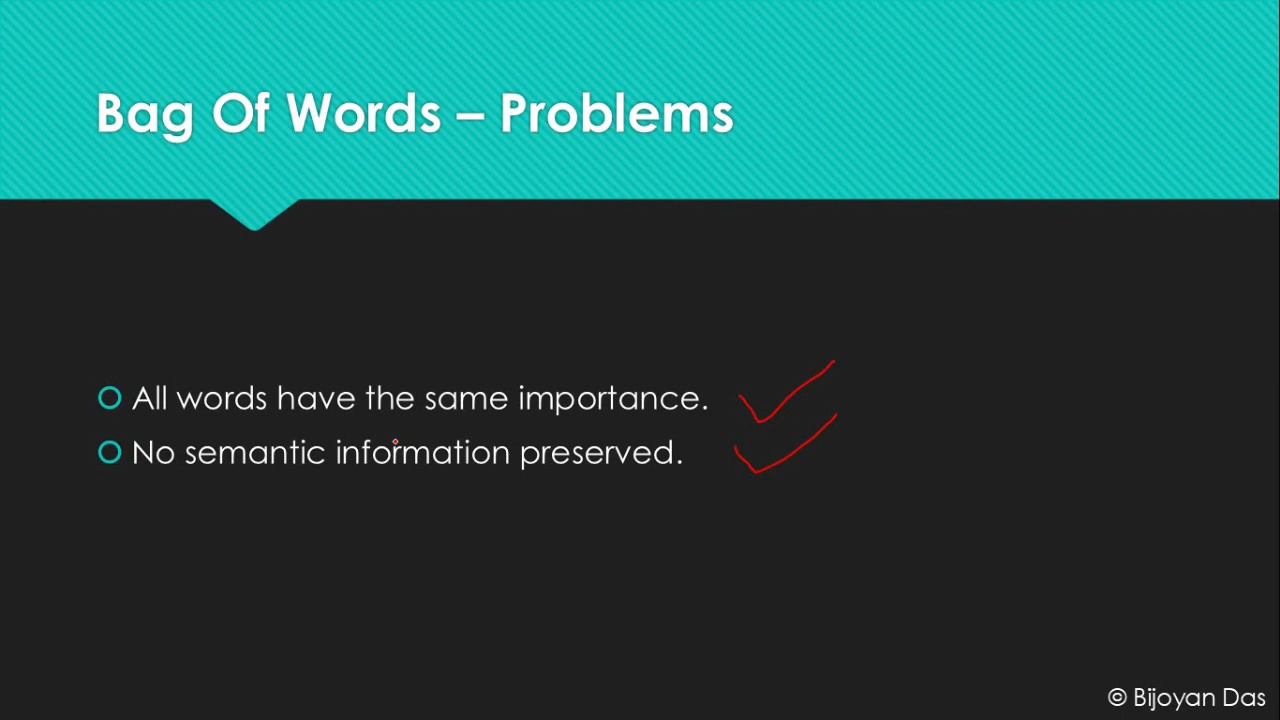 Bag Of Words – Problems
All words have the same importance.
No semantic information preserved.
© Bijoyan Das